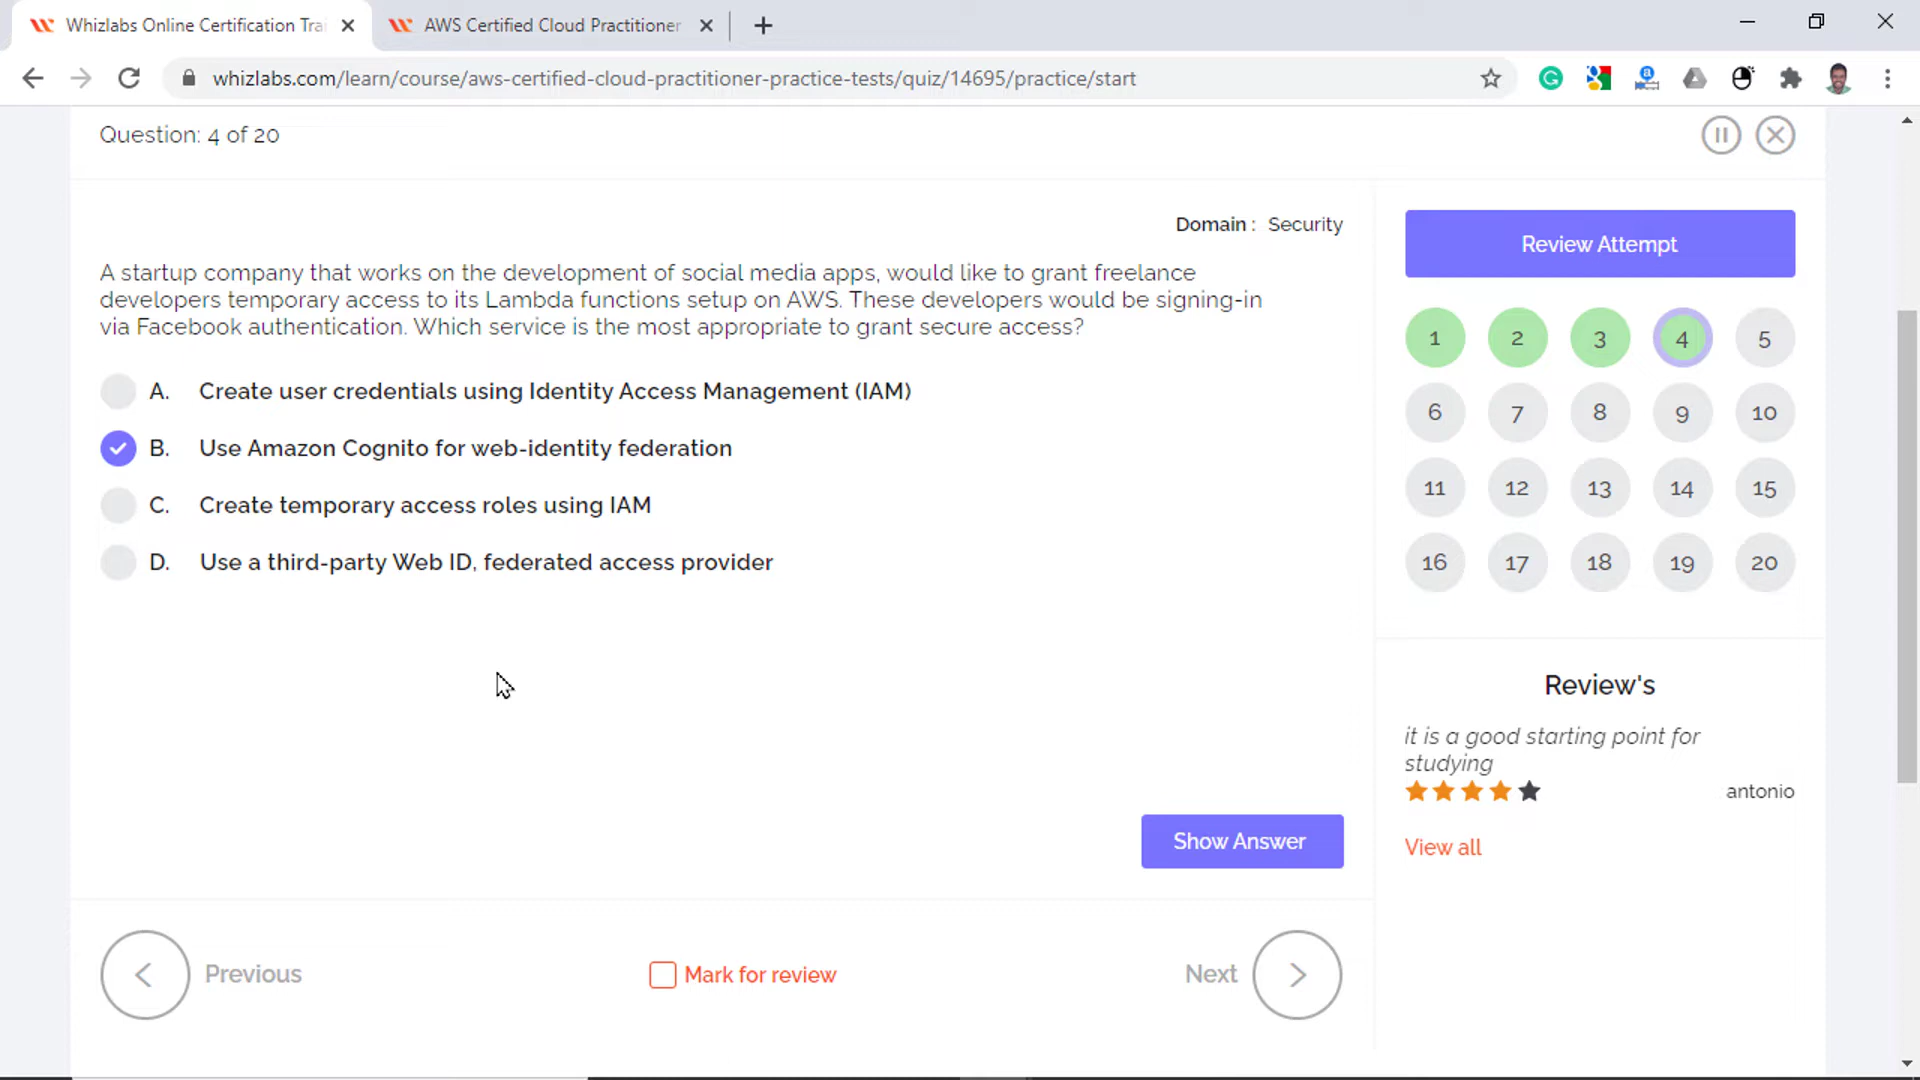 Whizlabs Online Certification Trai
AWS Certified Cloud Practitioner
whizlabs.com/learn/course/aws-certified-cloud-practitioner-practice-tests/quiz/14695/practice/start
Question: 4 of 20
Domain : Security
A startup company that works on the development of social media apps, would like to grant freelance
developers temporary access to its Lambda functions setup on AWS. These developers would be signing-in
via Facebook authentication. Which service is the most appropriate to grant secure access?
A. Create user credentials using Identity Access Management (IAM)
B. Use Amazon Cognito for web-identity federation
C. Create temporary access roles using IAM
D. Use a third-party Web ID, federated access provider
Show Answer
Previous
Mark for review
Next
Review Attempt
1 2 3 4 5
6 7 8 9 10
11 12 13 14 15
16 17 18 19 20
Review's
it is a good starting point for
studying
antonio
View all